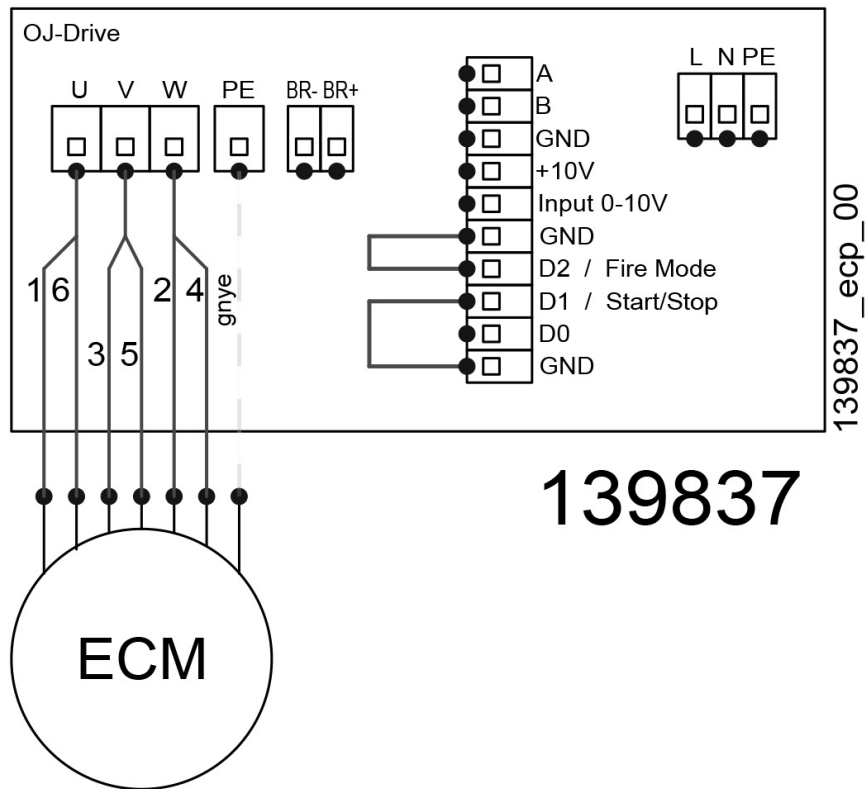 OJ-Drive
U V W PE BR- BR+
L N PE
A
B
GND
+10V
Input 0-10V
GND
D2 / Fire Mode
D1 / Start/Stop
D0
GND
1 6 3 5 2 4 gnye
139837_ecp_00
139837
ECM